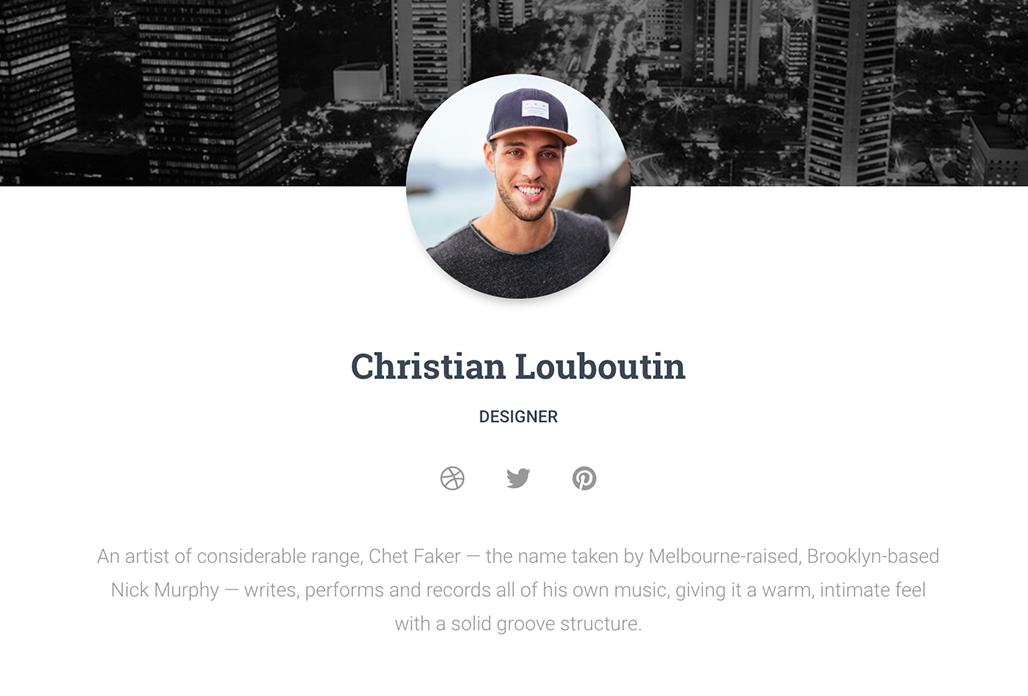 Christian Louboutin
DESIGNER
An artist of considerable range, Chet Faker — the name taken by Melbourne-raised, Brooklyn-based
Nick Murphy — writes, performs and records all of his own music, giving it a warm, intimate feel
with a solid groove structure.